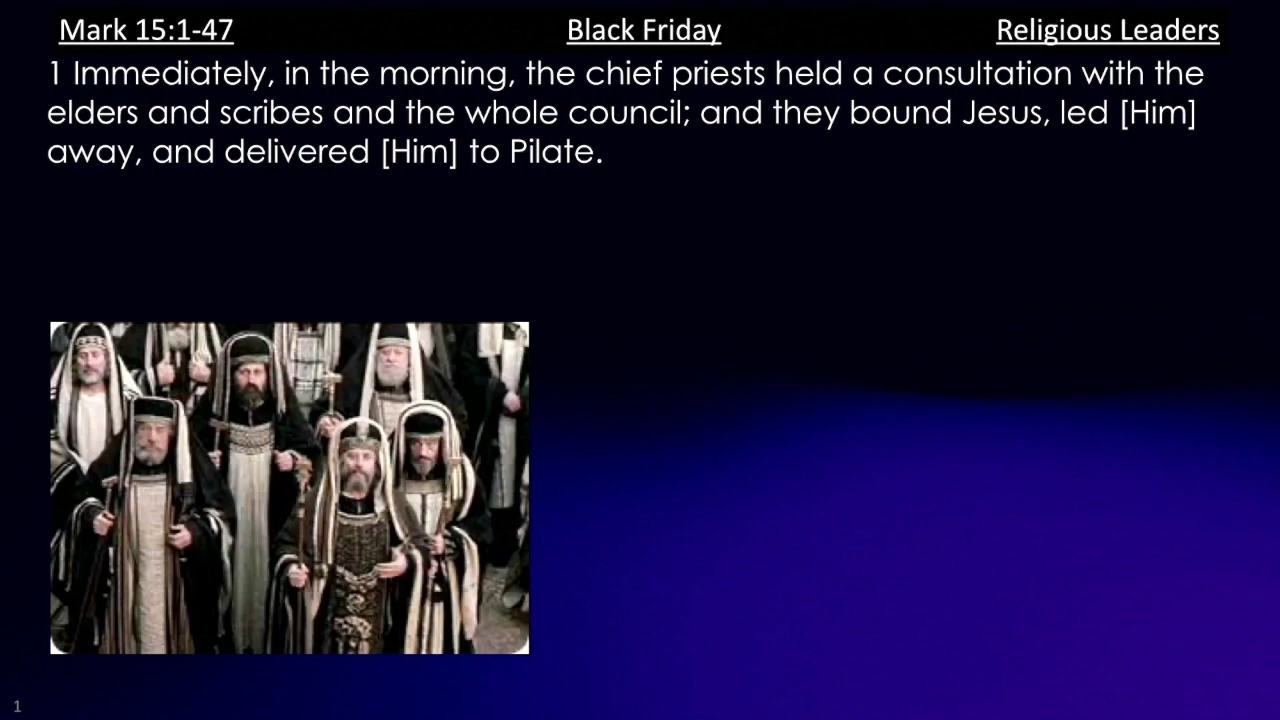 Mark 15:1-47 Black Friday Religious Leaders
1 Immediately, in the morning, the chief priests held a consultation with the
elders and scribes and the whole council; and they bound Jesus, led [Him]
away, and delivered [Him] to Pilate.
1